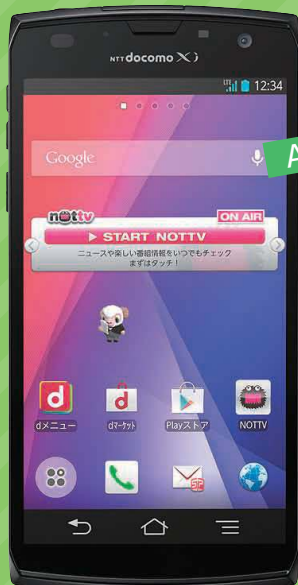 NTT docomo Xi
LTE 12:34
Google
A
nottv ON AIR
▶ START NOTTV
ニュースや楽しい番組情報をいつでもチェック
まずはタッチ！
d
d
dメニュー dマーケット Playストア NOTTV